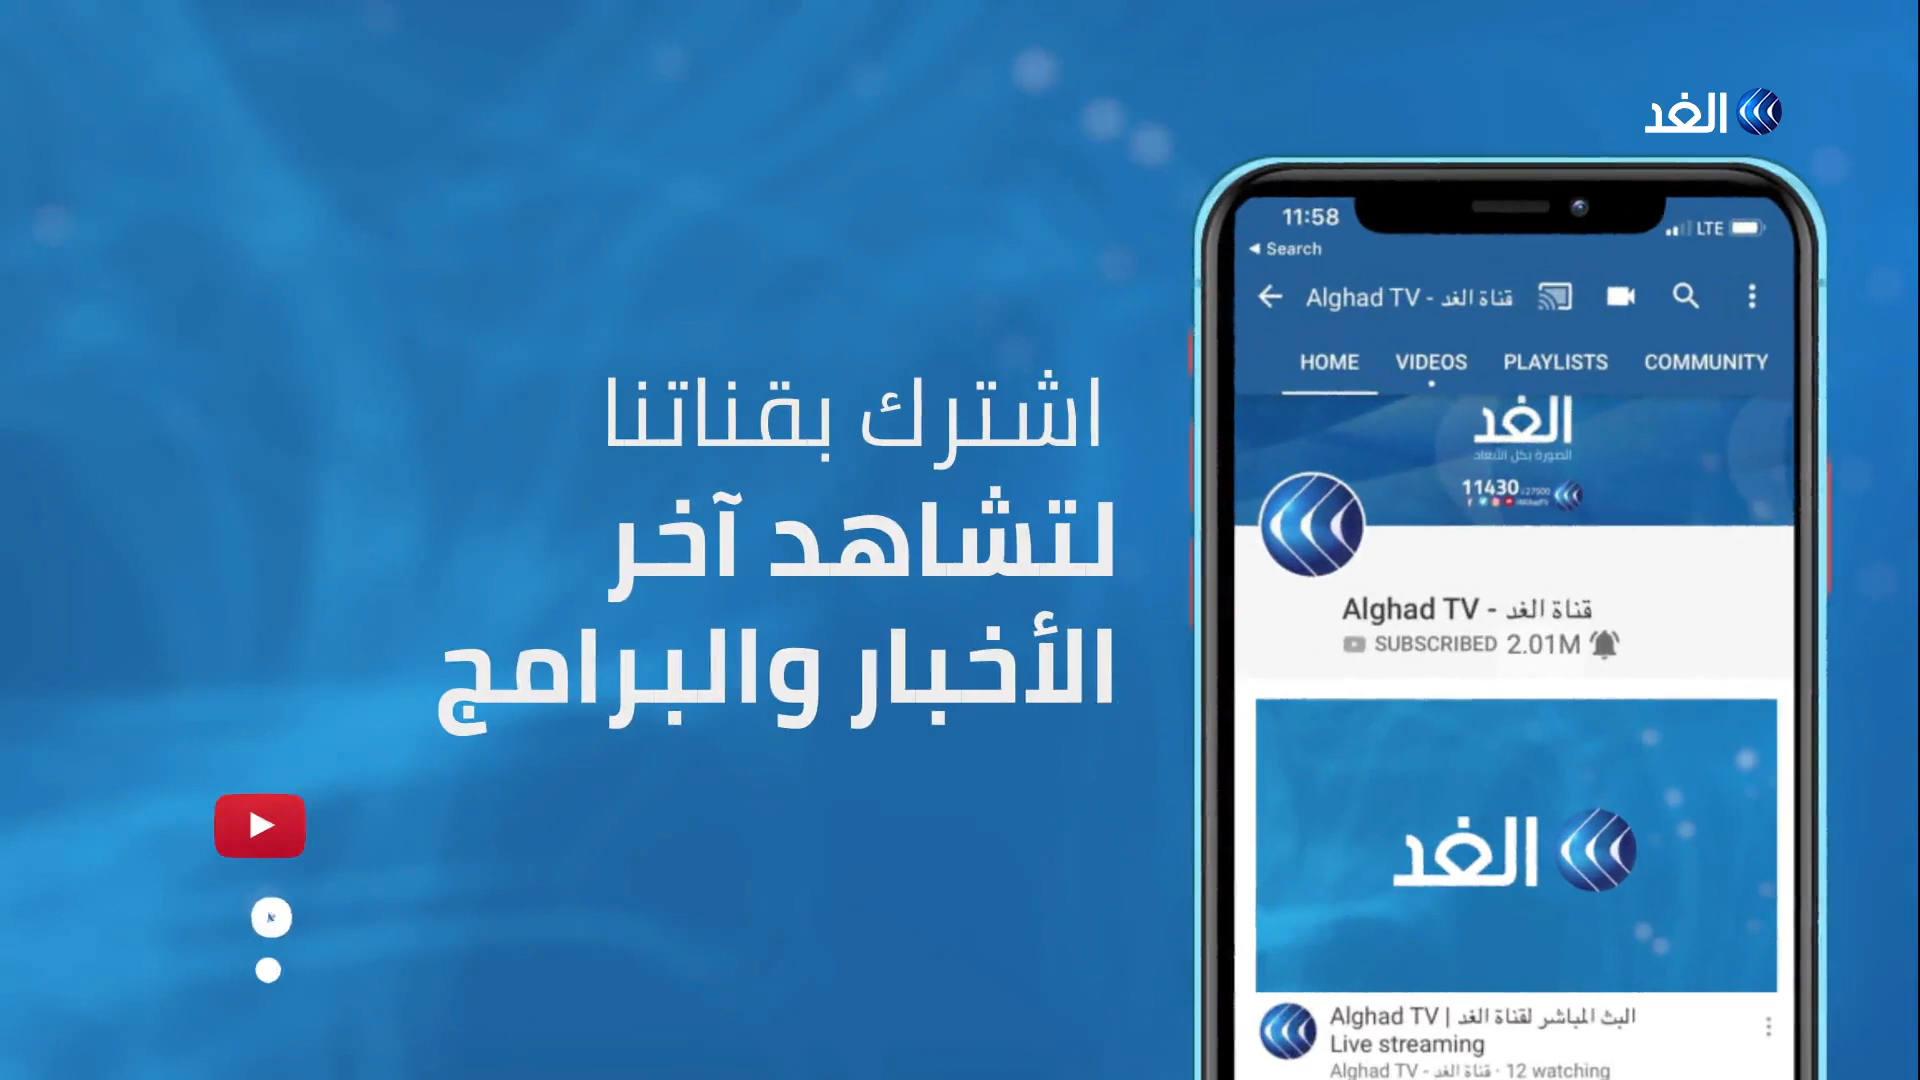 الغد
اشترك بقناتنا
لتشاهد آخر
الأخبار والبرامج
11:58
LTE
Search
Alghad TV - قناة الغد
HOME VIDEOS PLAYLISTS COMMUNITY
الغد
الصورة بكل الأبعاد
11430 27500
Alghad TV - قناة الغد
SUBSCRIBED 2.01M
الغد
Alghad TV | البث المباشر لقناة الغد
Live streaming
Alghad TV - قناة الغد · 12 watching